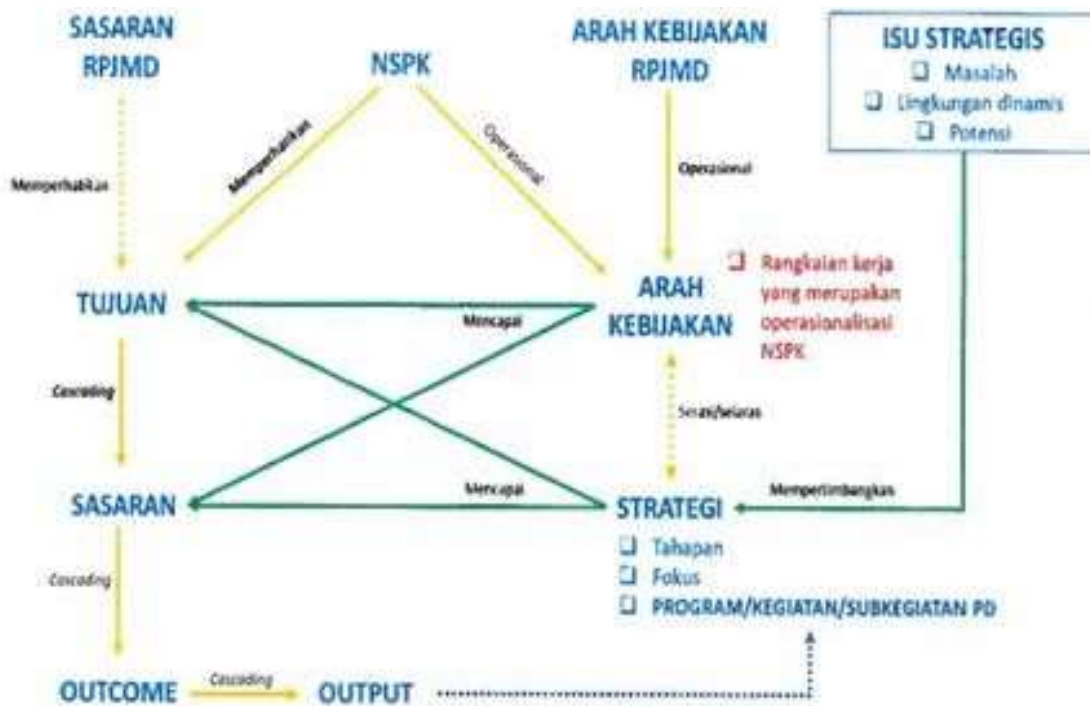 SASARAN
RPJMD
NSPK
ARAH KEBIJAKAN
RPJMD
ISU STRATEGIS
Masalah
Lingkungan dinamis
Potensi
Memperhatikan
Memperhatikan
Operasional
Operasional
TUJUAN
ARAH
KEBIJAKAN
Rangkaian kerja
yang merupakan
operasionalisasi
NSPK
Mencapai
Cascading
Serasi/selaras
SASARAN
Mencapai
STRATEGI
Mempertimbangkan
Tahapan
Fokus
PROGRAM/KEGIATAN/SUBKEGIATAN PD
Cascading
OUTCOME
Cascading
OUTPUT